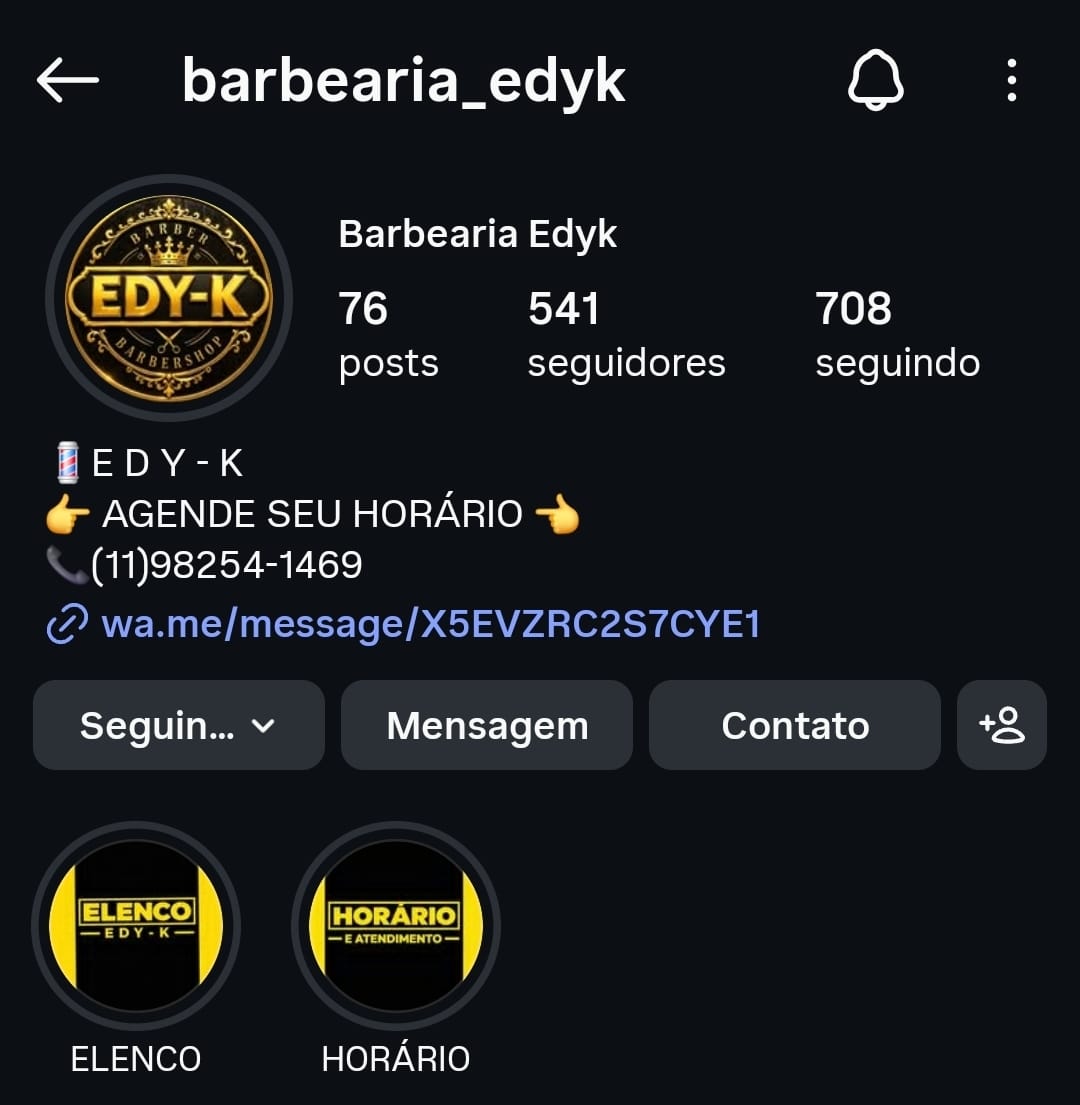 barbearia_edyk
BARBER
EDY-K
BARBERSHOP
Barbearia Edyk
76 541 708
posts seguidores seguindo
💈E D Y - K
👉 AGENDE SEU HORÁRIO 👈
📞(11)98254-1469
wa.me/message/X5EVZRC2S7CYE1
Seguin... Mensagem Contato
ELENCO
EDY-K
HORÁRIO
E ATENDIMENTO
ELENCO HORÁRIO